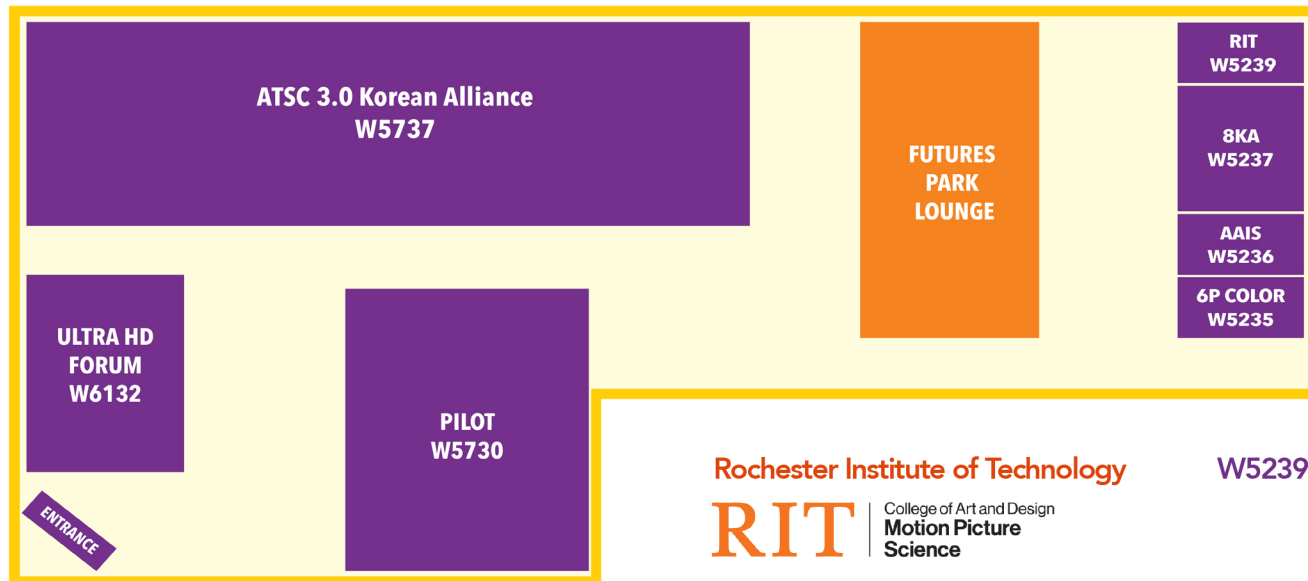 ATSC 3.0 Korean Alliance
W5737
FUTURES
PARK
LOUNGE
RIT
W5239
8KA
W5237
AAIS
W5236
6P COLOR
W5235
ULTRA HD
FORUM
W6132
PILOT
W5730
ENTRANCE
Rochester Institute of Technology W5239
RIT
College of Art and Design
Motion Picture
Science